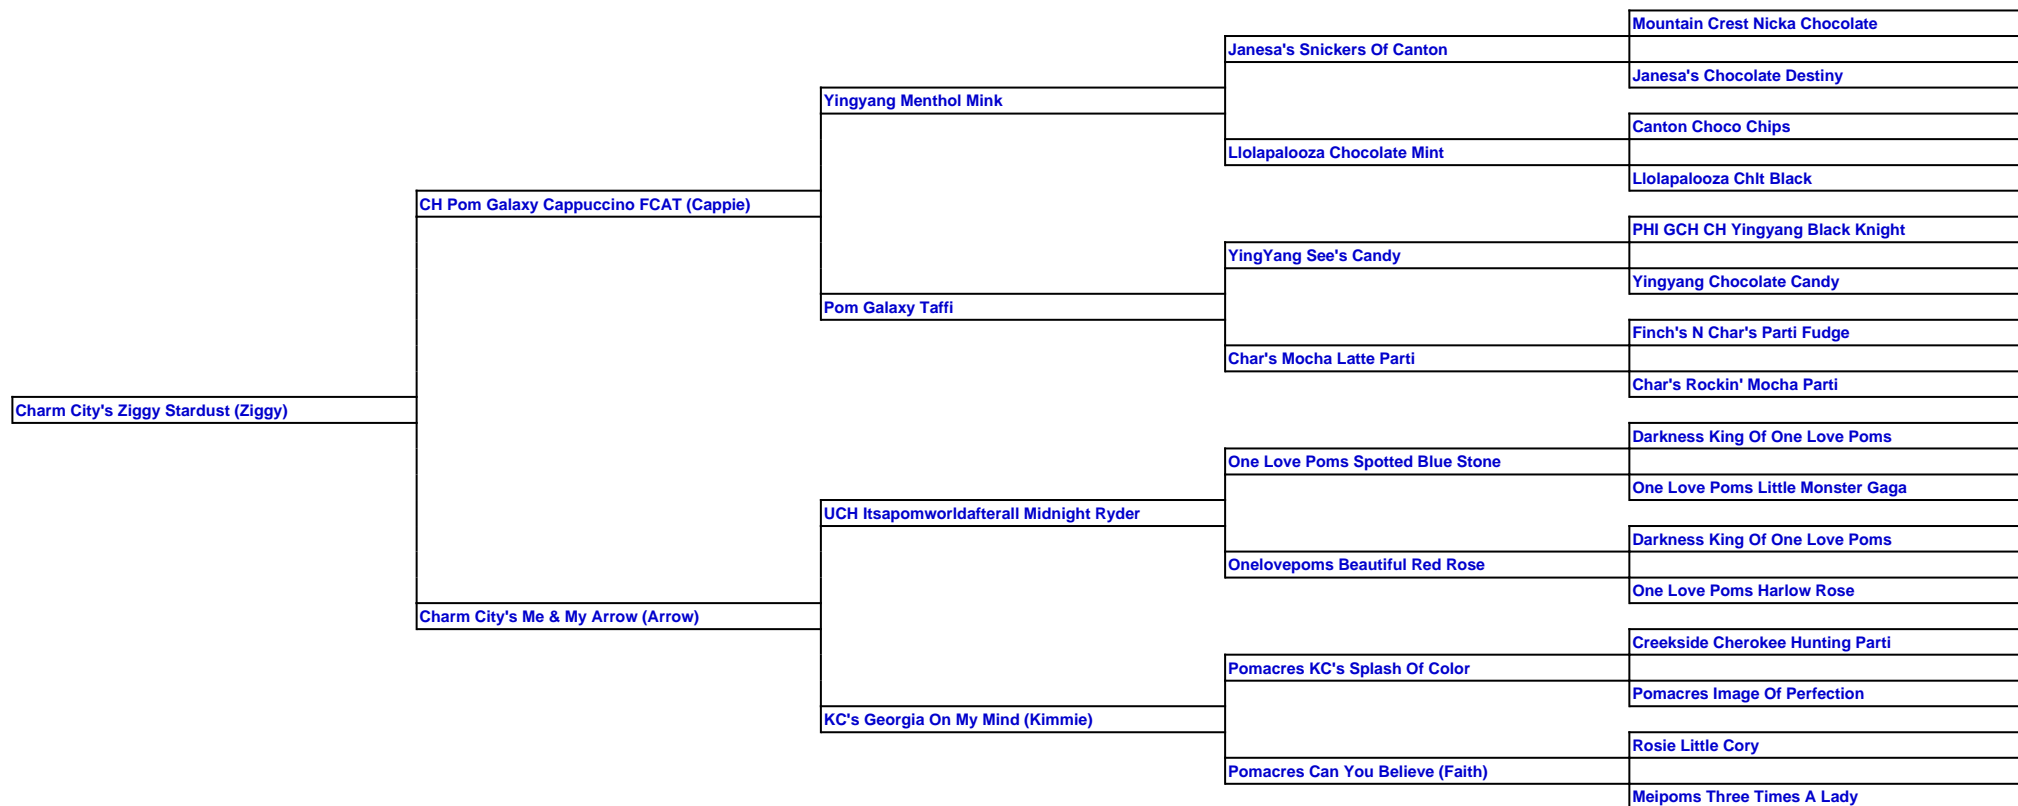 Mountain Crest Nicka Chocolate
Janesa's Snickers Of Canton
Janesa's Chocolate Destiny
Yingyang Menthol Mink
Canton Choco Chips
Llolapalooza Chocolate Mint
Llolapalooza Chlt Black
CH Pom Galaxy Cappuccino FCAT (Cappie)
PHI GCH CH Yingyang Black Knight
YingYang See's Candy
Yingyang Chocolate Candy
Pom Galaxy Taffi
Finch's N Char's Parti Fudge
Char's Mocha Latte Parti
Char's Rockin' Mocha Parti
Charm City's Ziggy Stardust (Ziggy)
Darkness King Of One Love Poms
One Love Poms Spotted Blue Stone
One Love Poms Little Monster Gaga
UCH Itsapomworldafterall Midnight Ryder
Darkness King Of One Love Poms
Onelovepoms Beautiful Red Rose
One Love Poms Harlow Rose
Charm City's Me & My Arrow (Arrow)
Creekside Cherokee Hunting Parti
Pomacres KC's Splash Of Color
Pomacres Image Of Perfection
KC's Georgia On My Mind (Kimmie)
Rosie Little Cory
Pomacres Can You Believe (Faith)
Meipoms Three Times A Lady